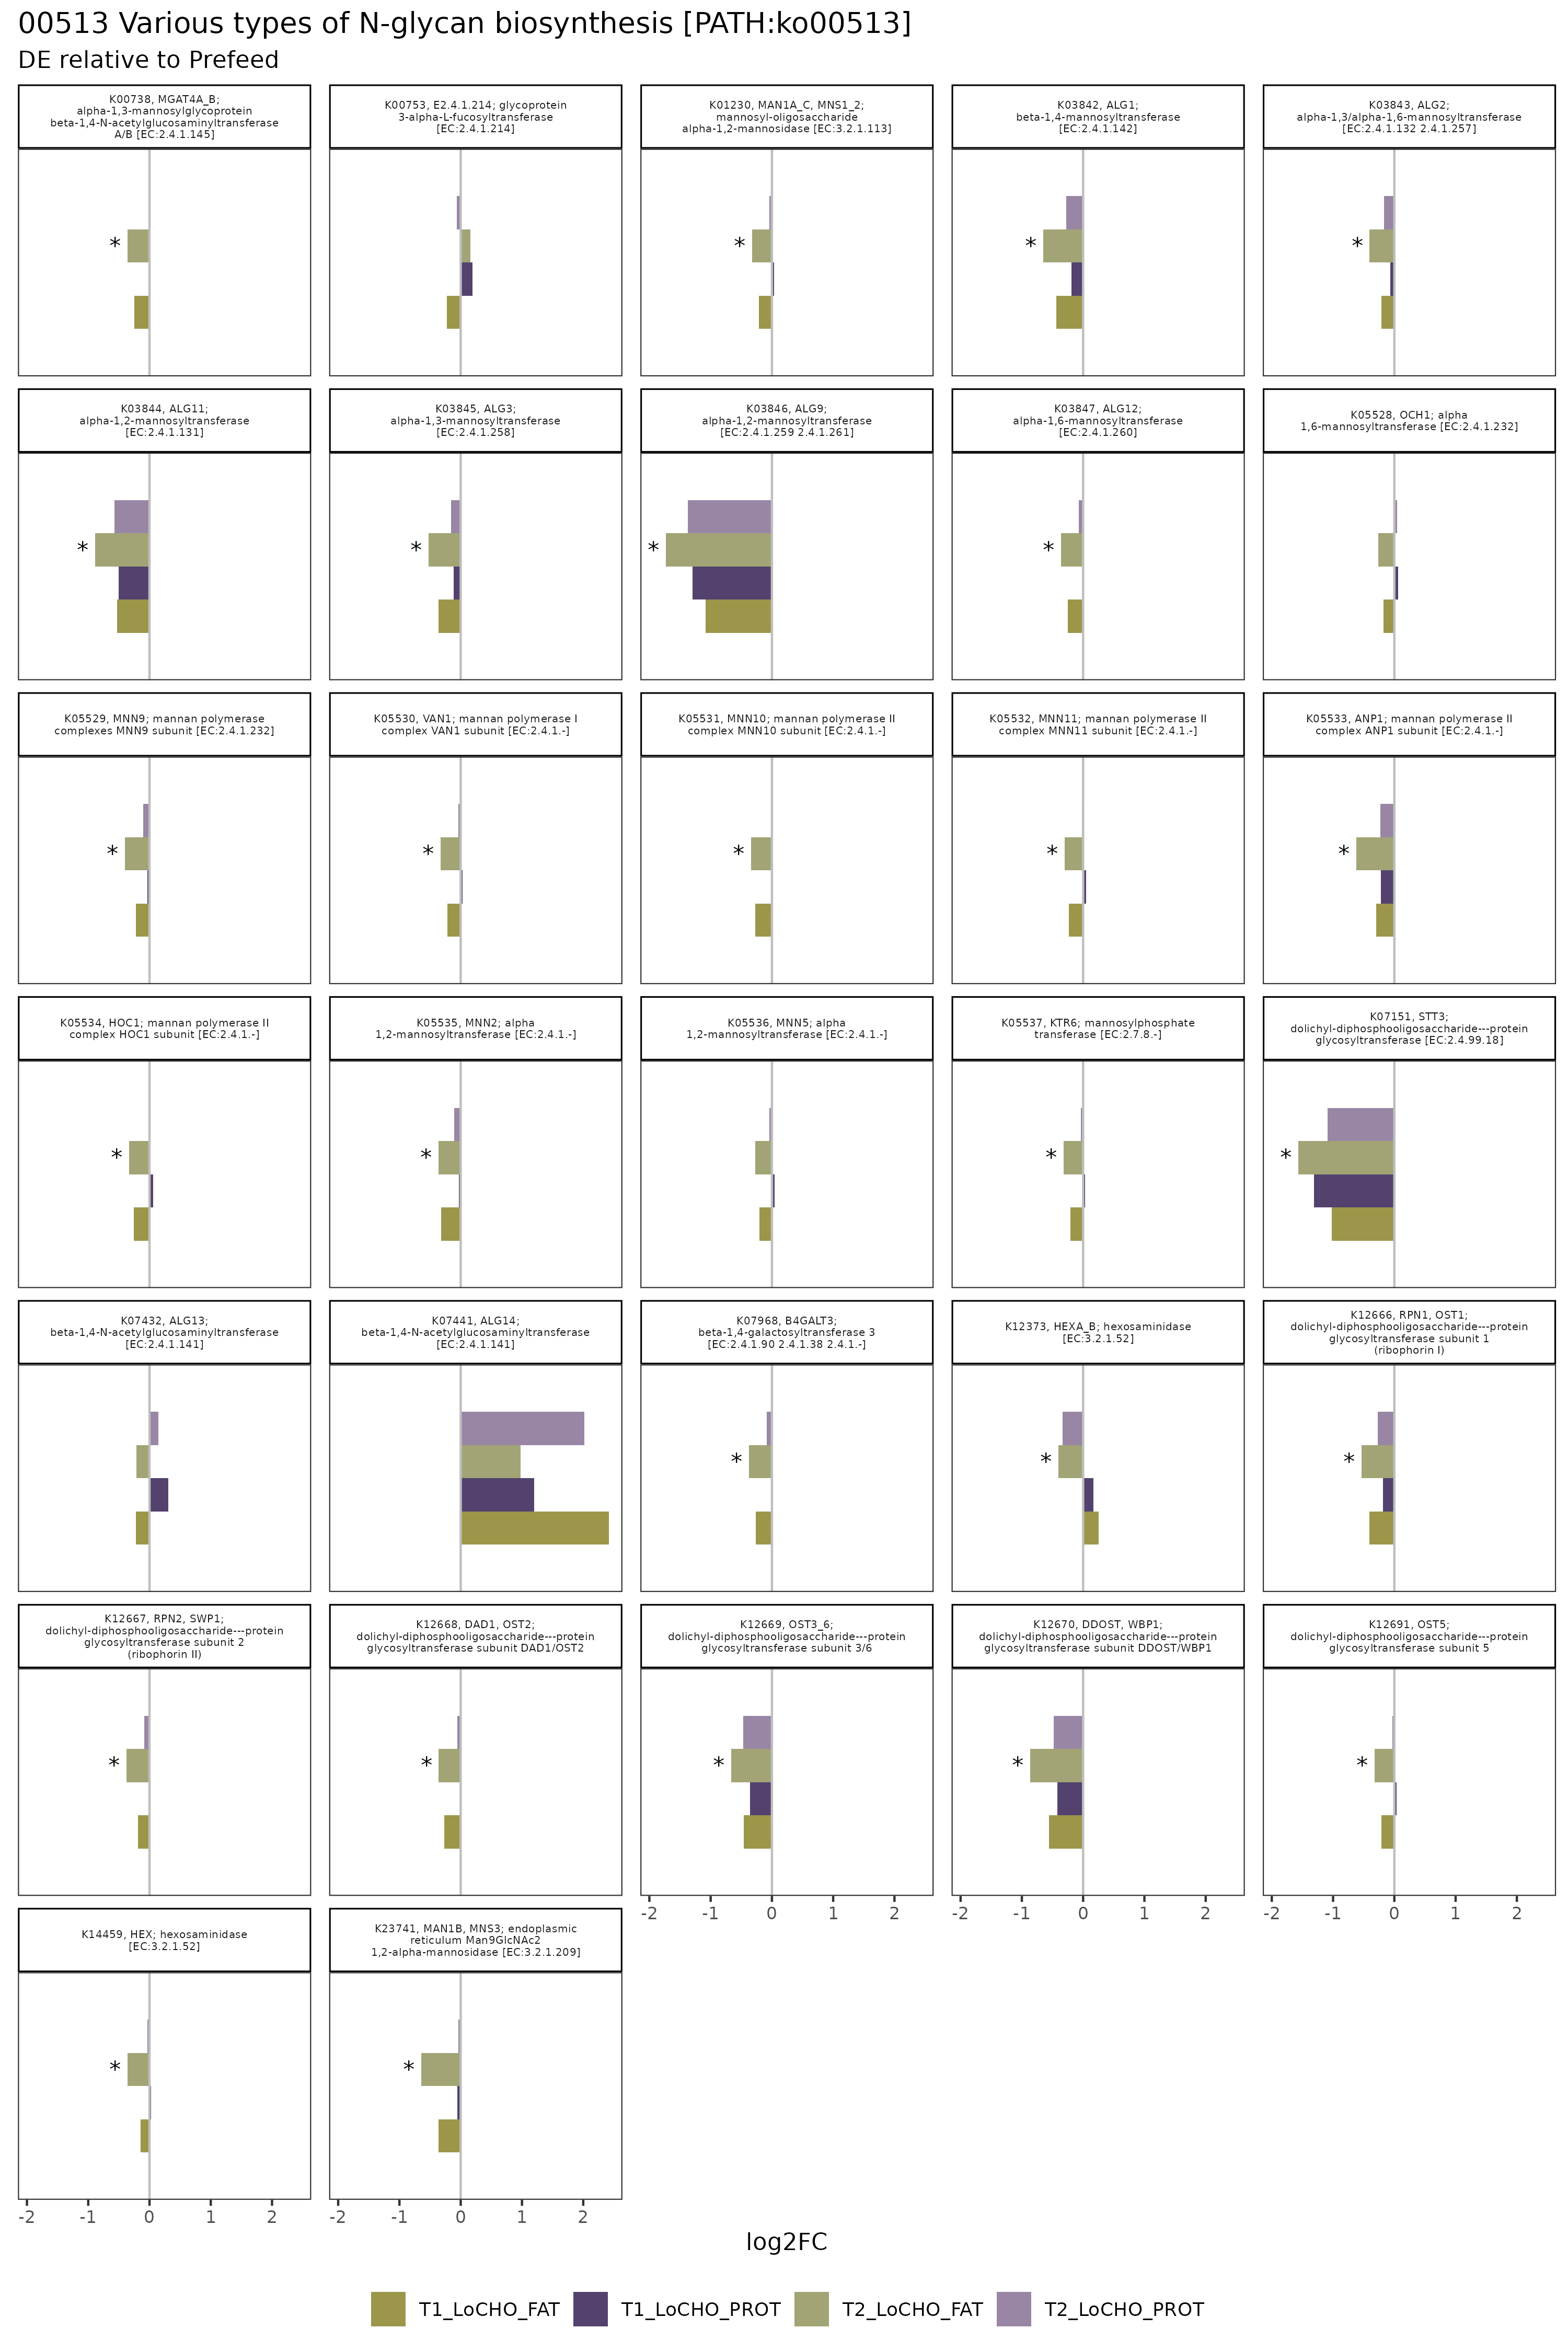 00513 Various types of N-glycan biosynthesis [PATH:ko00513]
DE relative to Prefeed
K00738, MGAT4A_B;
alpha-1,3-mannosylglycoprotein
beta-1,4-N-acetylglucosaminyltransferase
A/B [EC:2.4.1.145]
K00753, E2.4.1.214; glycoprotein
3-alpha-L-fucosyltransferase
[EC:2.4.1.214]
K01230, MAN1A_C, MNS1_2;
mannosyl-oligosaccharide
alpha-1,2-mannosidase [EC:3.2.1.113]
K03842, ALG1;
beta-1,4-mannosyltransferase
[EC:2.4.1.142]
K03843, ALG2;
alpha-1,3/alpha-1,6-mannosyltransferase
[EC:2.4.1.132 2.4.1.257]
*
*
*
*
K03844, ALG11;
alpha-1,2-mannosyltransferase
[EC:2.4.1.131]
K03845, ALG3;
alpha-1,3-mannosyltransferase
[EC:2.4.1.258]
K03846, ALG9;
alpha-1,2-mannosyltransferase
[EC:2.4.1.259 2.4.1.261]
K03847, ALG12;
alpha-1,6-mannosyltransferase
[EC:2.4.1.260]
K05528, OCH1; alpha
1,6-mannosyltransferase [EC:2.4.1.232]
*
*
*
*
K05529, MNN9; mannan polymerase
complexes MNN9 subunit [EC:2.4.1.232]
K05530, VAN1; mannan polymerase I
complex VAN1 subunit [EC:2.4.1.-]
K05531, MNN10; mannan polymerase II
complex MNN10 subunit [EC:2.4.1.-]
K05532, MNN11; mannan polymerase II
complex MNN11 subunit [EC:2.4.1.-]
K05533, ANP1; mannan polymerase II
complex ANP1 subunit [EC:2.4.1.-]
*
*
*
*
*
K05534, HOC1; mannan polymerase II
complex HOC1 subunit [EC:2.4.1.-]
K05535, MNN2; alpha
1,2-mannosyltransferase [EC:2.4.1.-]
K05536, MNN5; alpha
1,2-mannosyltransferase [EC:2.4.1.-]
K05537, KTR6; mannosylphosphate
transferase [EC:2.7.8.-]
K07151, STT3;
dolichyl-diphosphooligosaccharide---protein
glycosyltransferase [EC:2.4.99.18]
*
*
*
*
K07432, ALG13;
beta-1,4-N-acetylglucosaminyltransferase
[EC:2.4.1.141]
K07441, ALG14;
beta-1,4-N-acetylglucosaminyltransferase
[EC:2.4.1.141]
K07968, B4GALT3;
beta-1,4-galactosyltransferase 3
[EC:2.4.1.90 2.4.1.38 2.4.1.-]
K12373, HEXA_B; hexosaminidase
[EC:3.2.1.52]
K12666, RPN1, OST1;
dolichyl-diphosphooligosaccharide---protein
glycosyltransferase subunit 1
(ribophorin I)
*
*
*
K12667, RPN2, SWP1;
dolichyl-diphosphooligosaccharide---protein
glycosyltransferase subunit 2
(ribophorin II)
K12668, DAD1, OST2;
dolichyl-diphosphooligosaccharide---protein
glycosyltransferase subunit DAD1/OST2
K12669, OST3_6;
dolichyl-diphosphooligosaccharide---protein
glycosyltransferase subunit 3/6
K12670, DDOST, WBP1;
dolichyl-diphosphooligosaccharide---protein
glycosyltransferase subunit DDOST/WBP1
K12691, OST5;
dolichyl-diphosphooligosaccharide---protein
glycosyltransferase subunit 5
*
*
*
*
*
-2 -1 0 1 2
-2 -1 0 1 2
-2 -1 0 1 2
K14459, HEX; hexosaminidase
[EC:3.2.1.52]
K23741, MAN1B, MNS3; endoplasmic
reticulum Man9GlcNAc2
1,2-alpha-mannosidase [EC:3.2.1.209]
*
*
-2 -1 0 1 2
-2 -1 0 1 2
log2FC
T1_LoCHO_FAT T1_LoCHO_PROT T2_LoCHO_FAT T2_LoCHO_PROT